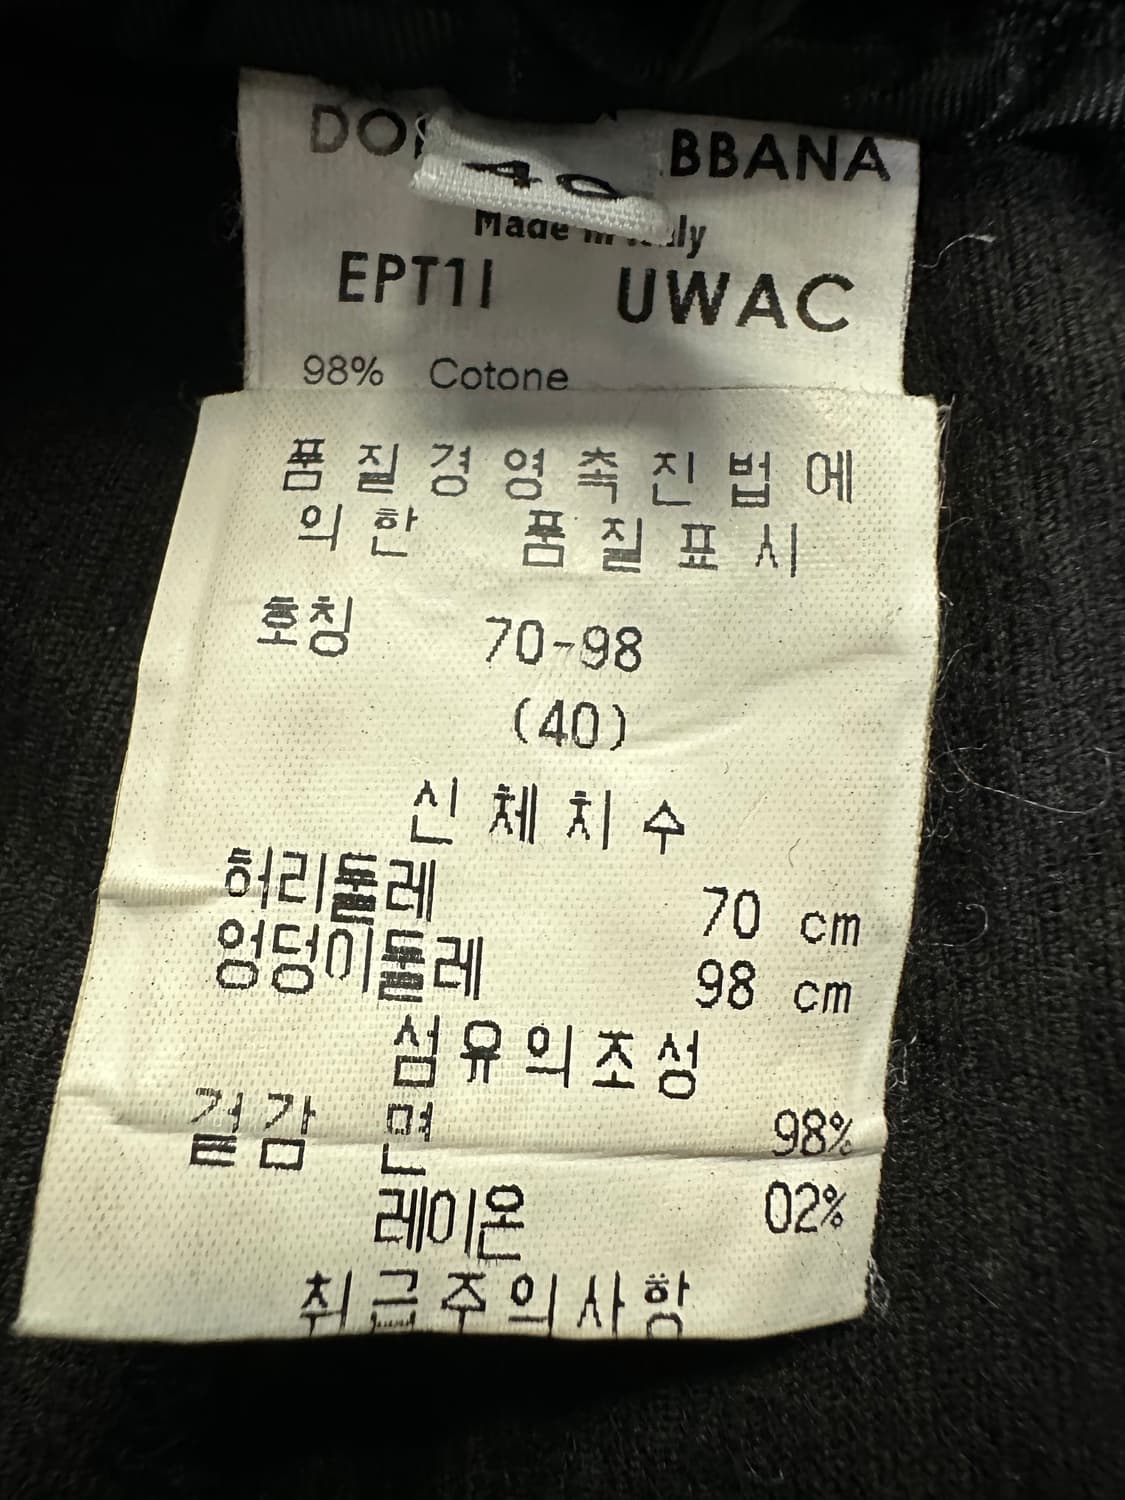 BBANA
40
Made in
EPT1I UWAC
98% Cotone
품질경영촉진법에
의한 품질표시
호칭 70-98
(40)
신체치수
허리둘레 70 cm
엉덩이둘레 98 cm
섬유의조성
겉감 면 98%
레이온 02%
취급주의사항